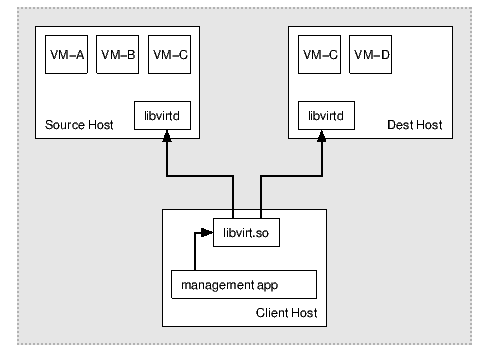 VM-A VM-B VM-C
libvirtd
Source Host
VM-C VM-D
libvirtd
Dest Host
libvirt.so
management app
Client Host